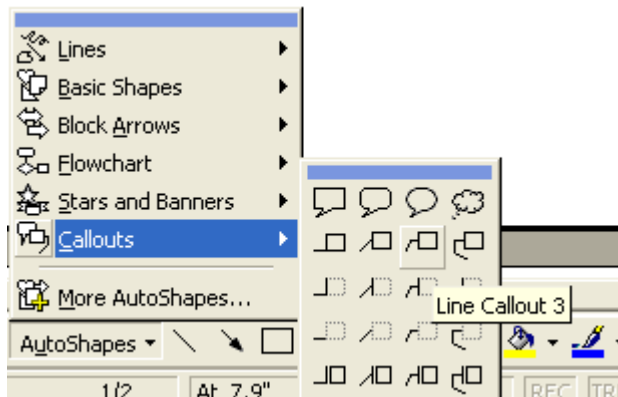 Lines
Basic Shapes
Block Arrows
Flowchart
Stars and Banners
Callouts
Line Callout 3
More AutoShapes...
AutoShapes
1/2 At 7.9" REC TR